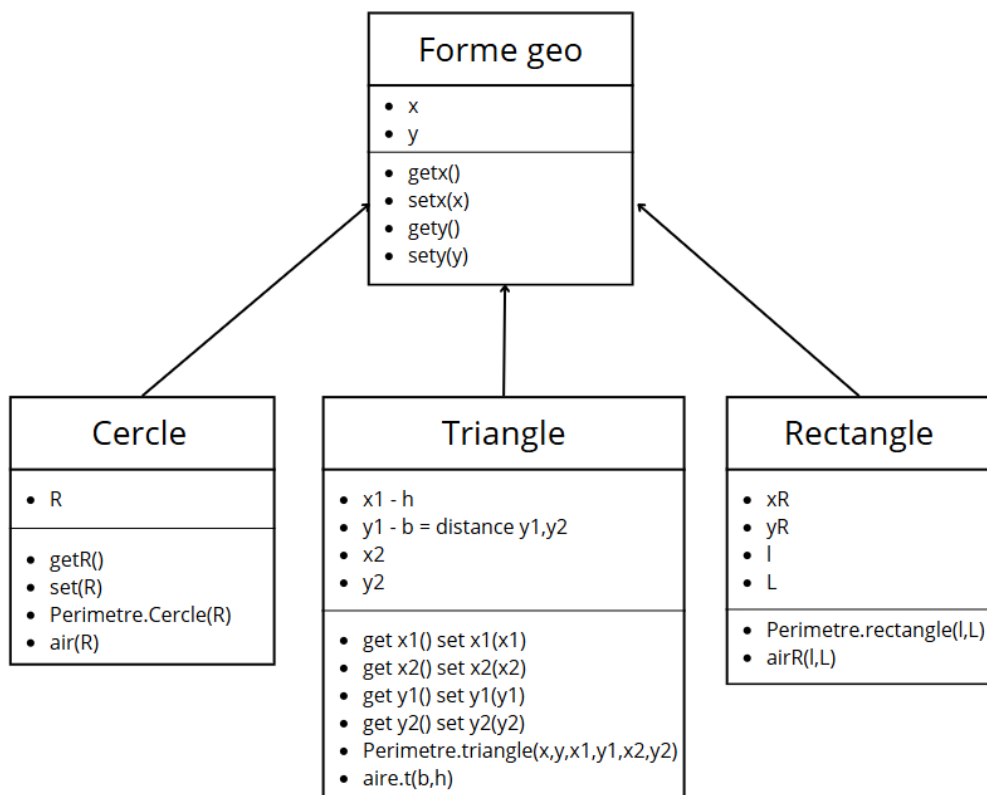 Forme geo
• x
• y
• getx()
• setx(x)
• gety()
• sety(y)
Cercle
• R
• getR()
• set(R)
• Perimetre.Cercle(R)
• air(R)
Triangle
• x1 - h
• y1 - b = distance y1,y2
• x2
• y2
• get x1() set x1(x1)
• get x2() set x2(x2)
• get y1() set y1(y1)
• get y2() set y2(y2)
• Perimetre.triangle(x,y,x1,y1,x2,y2)
• aire.t(b,h)
Rectangle
• xR
• yR
• l
• L
• Perimetre.rectangle(l,L)
• airR(l,L)